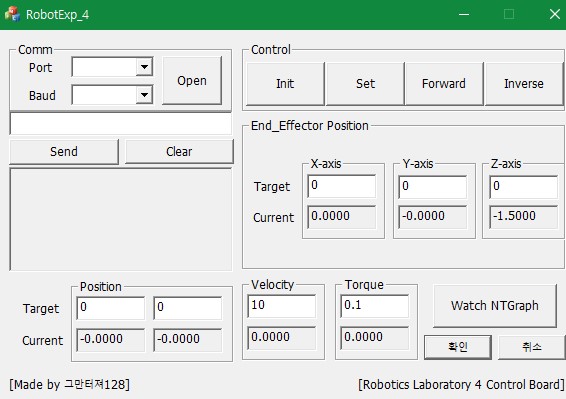 RobotExp_4
Comm
Port
Open
Baud
Send
Clear
Control
Init
Set
Forward
Inverse
End_Effector Position
X-axis
Y-axis
Z-axis
Target
0
0
0
Current
0.0000
-0.0000
-1.5000
Position
Target
0
0
Current
-0.0000
-0.0000
Velocity
10
0.0000
Torque
0.1
0.0000
Watch NTGraph
확인
취소
[Made by 그만터져128]
[Robotics Laboratory 4 Control Board]